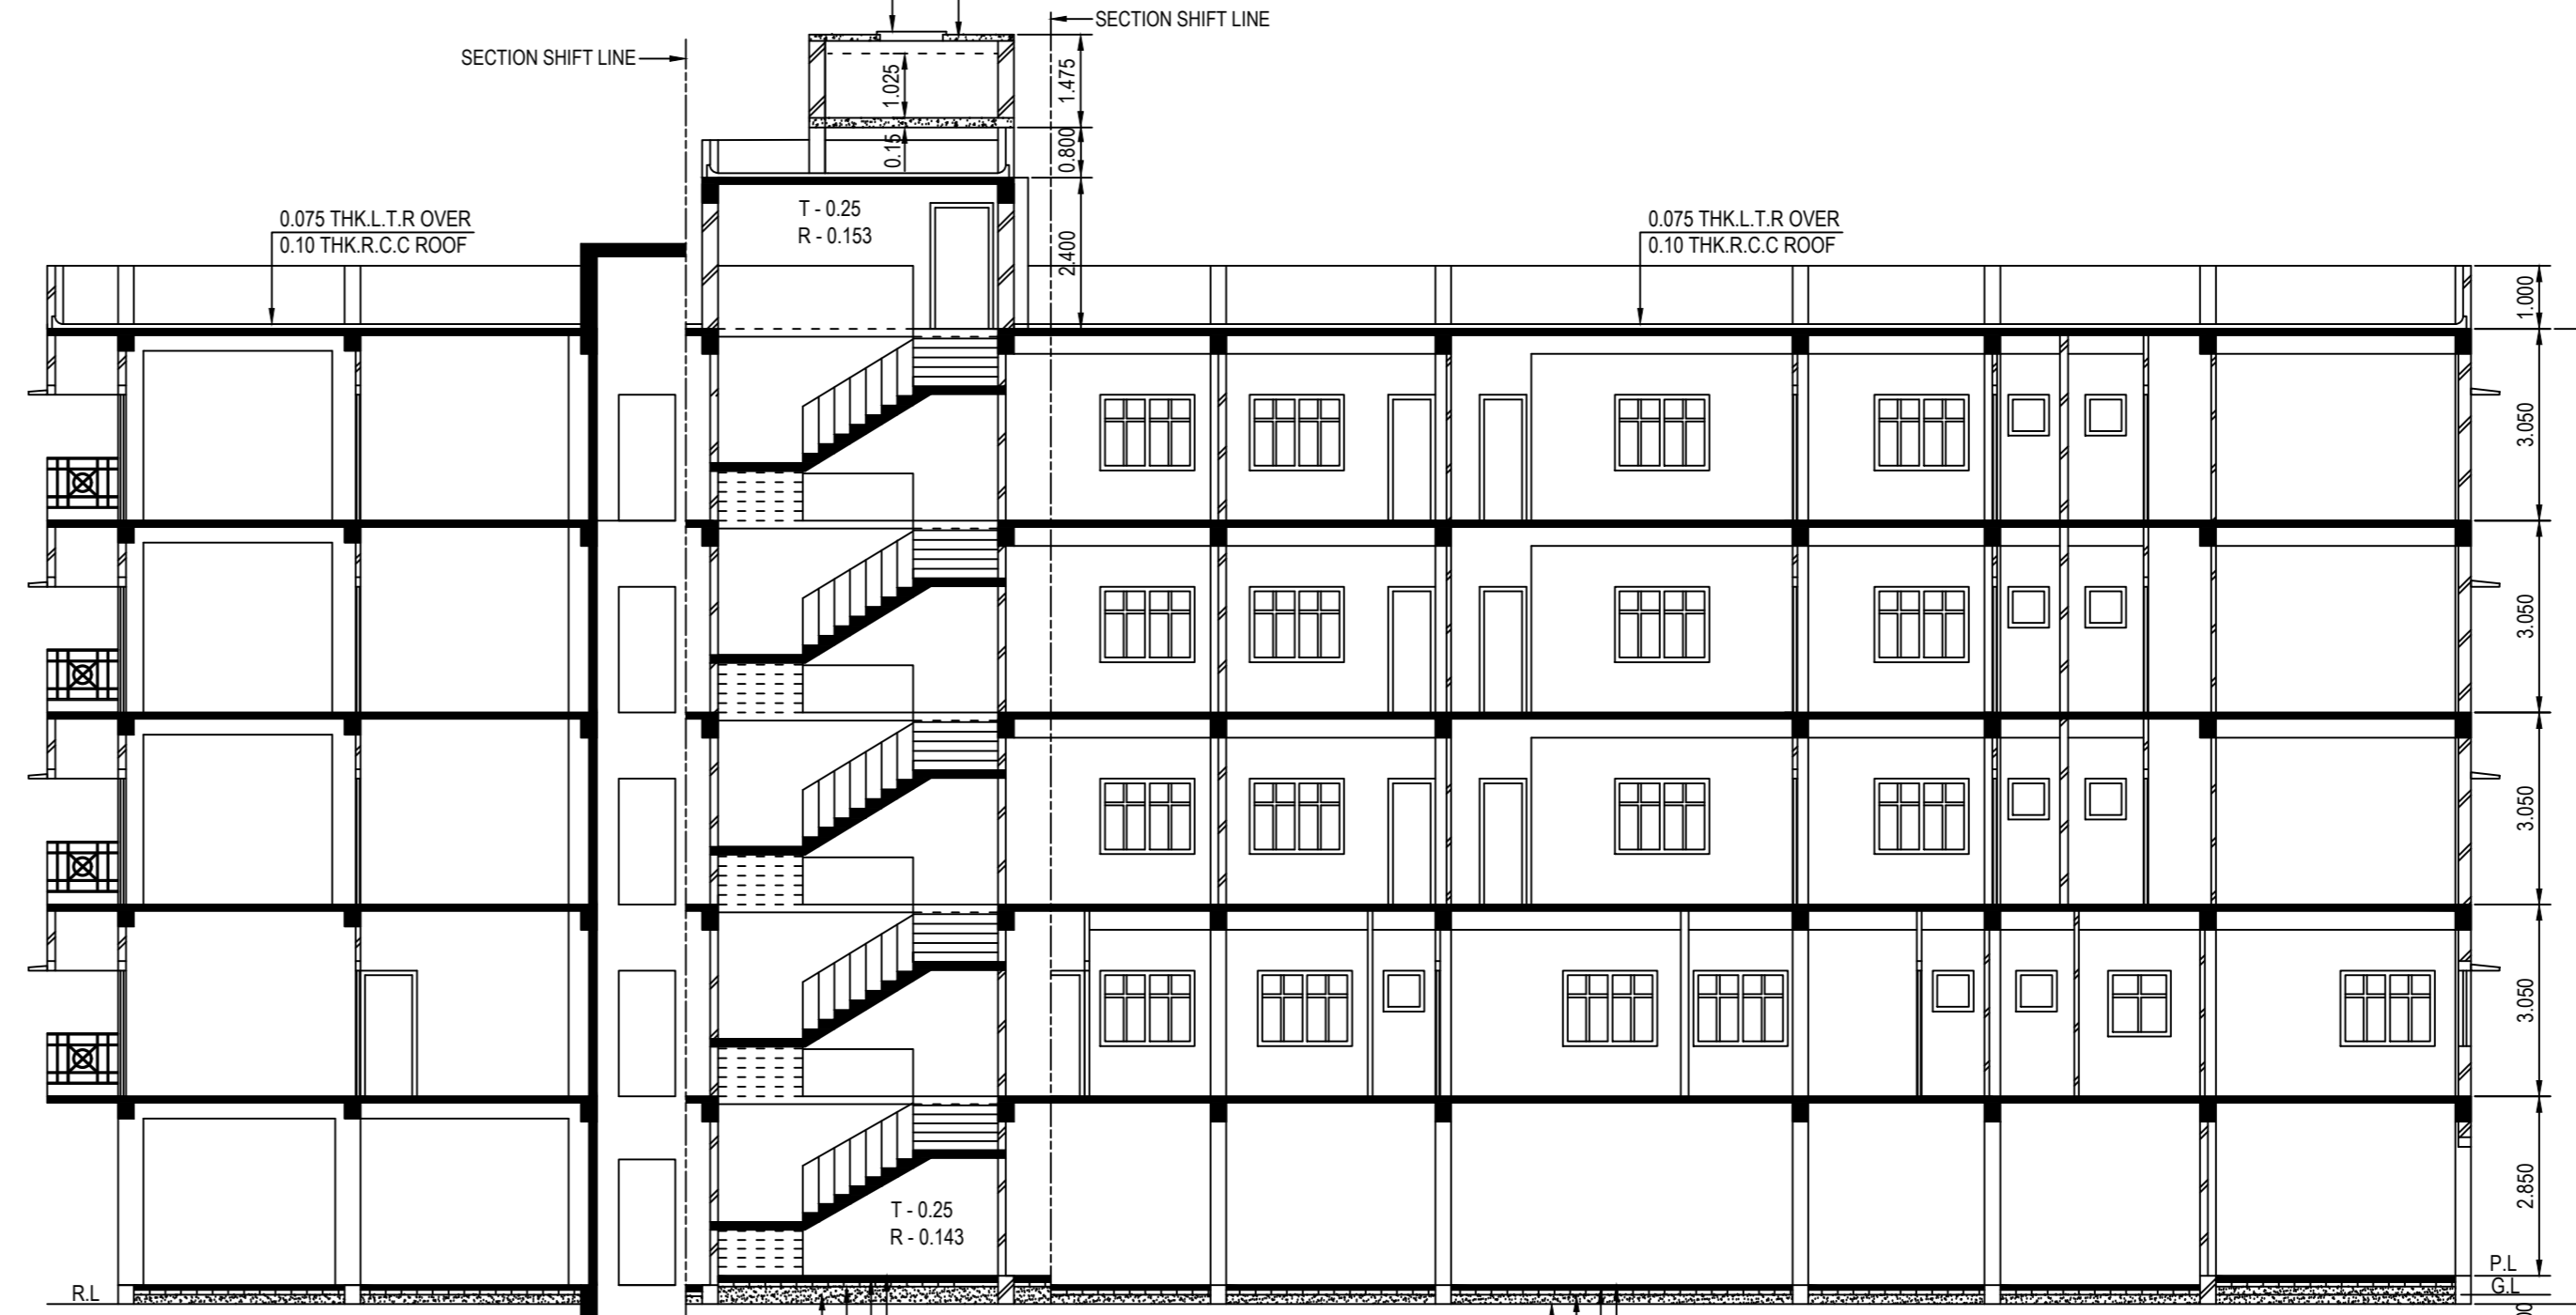 SECTION SHIFT LINE
SECTION SHIFT LINE
1.025
1.475
0.15
0.800
T - 0.25
R - 0.153
2.400
0.075 THK.L.T.R OVER
0.10 THK.R.C.C ROOF
0.075 THK.L.T.R OVER
0.10 THK.R.C.C ROOF
1.000
3.050
3.050
3.050
3.050
2.850
T - 0.25
R - 0.143
R.L
P.L
G.L